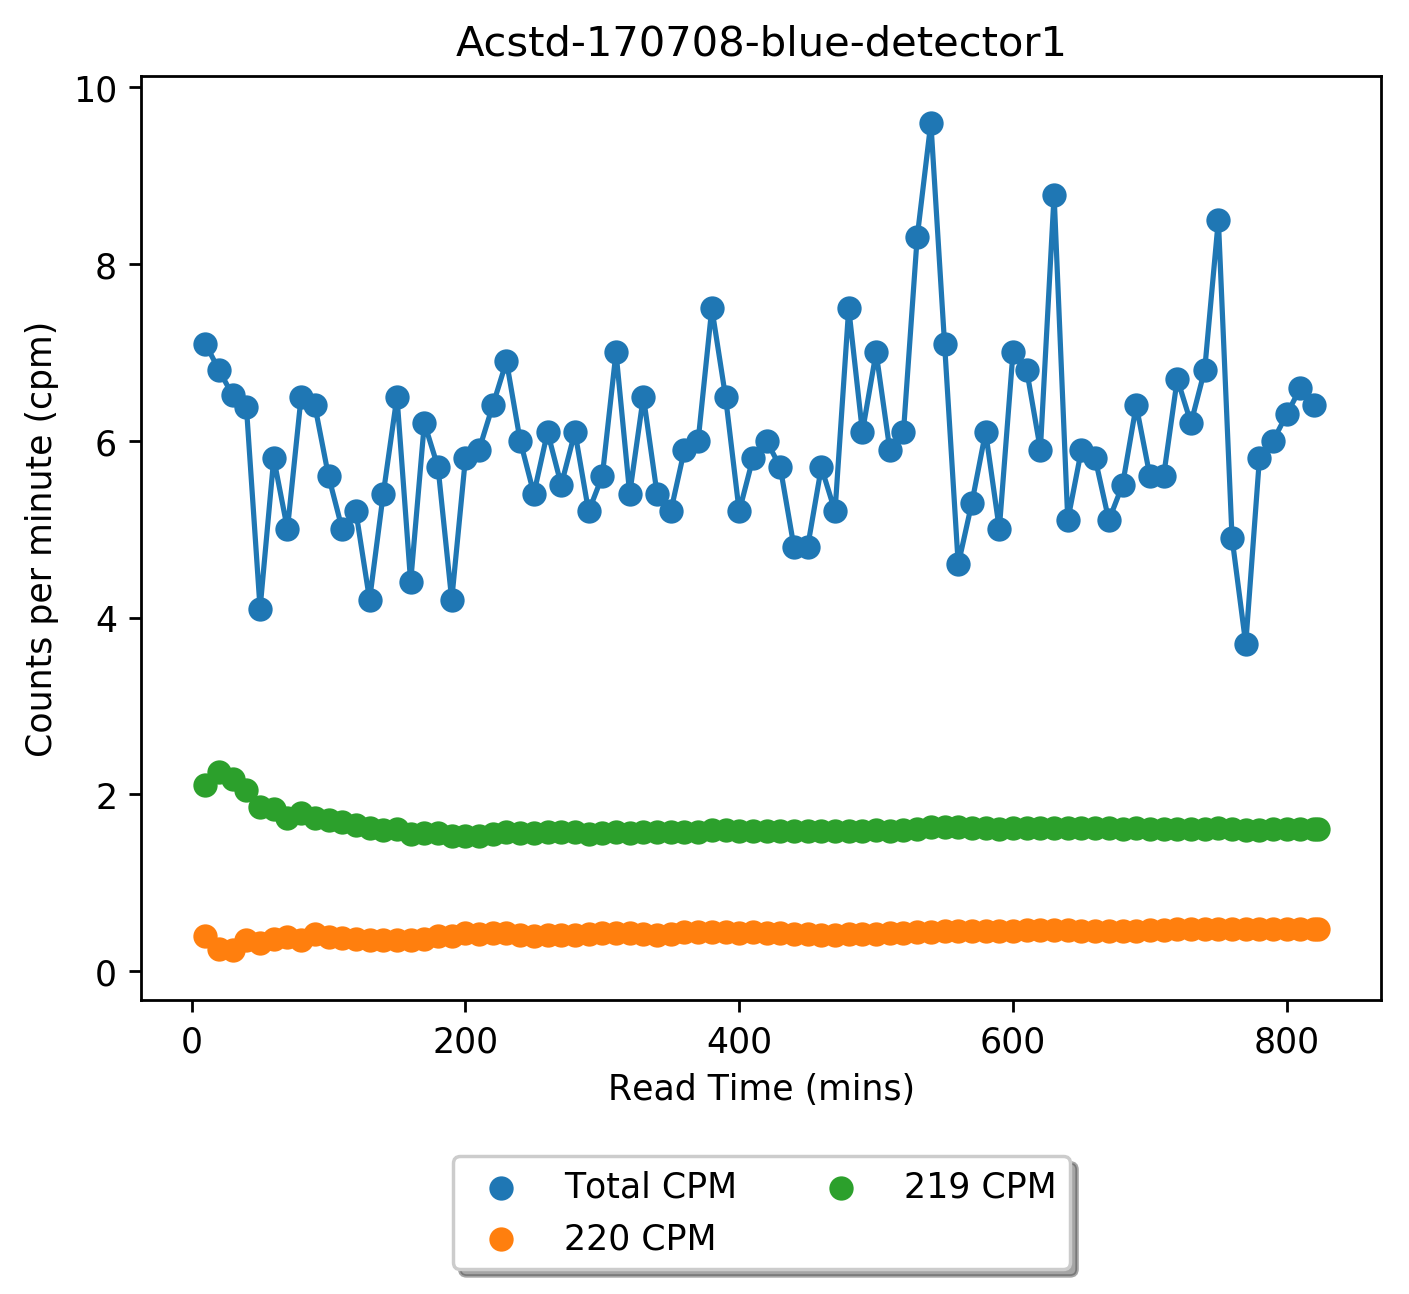 Acstd-170708-blue-detector1
10
8
6
4
2
0
Counts per minute (cpm)
0 200 400 600 800
Read Time (mins)
Total CPM 219 CPM
220 CPM